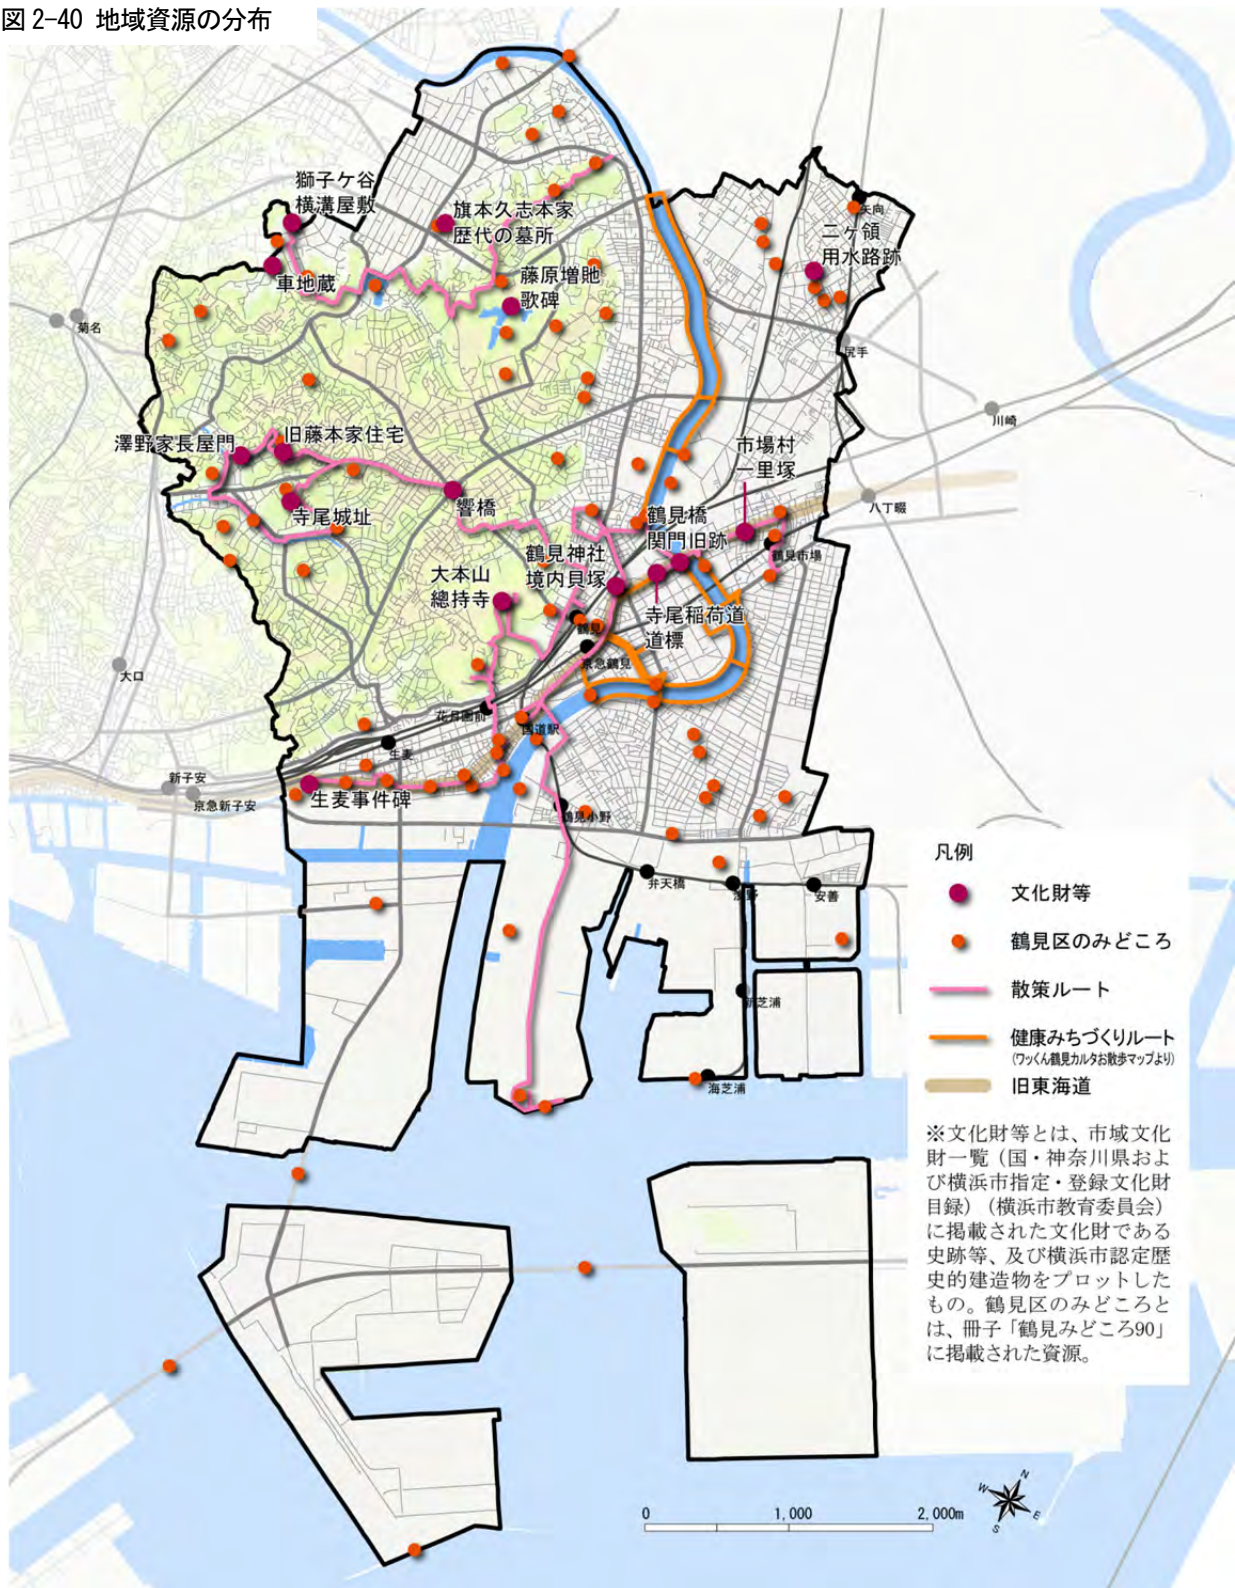 図 2-40 地域資源の分布
獅子ケ谷
横溝屋敷
旗本久志本家
歴代の墓所
矢向
二ヶ領
用水路跡
車地蔵
藤原増貤
歌碑
菊名
尻手
川崎
澤野家長屋門
旧藤本家住宅
市場村
一里塚
響橋
寺尾城址
八丁畷
鶴見橋
関門旧跡
鶴見市場
鶴見神社
境内貝塚
大本山
總持寺
寺尾稲荷道
道標
鶴見
京急鶴見
大口
花月園前
国道駅
生麦
新子安
京急新子安
生麦事件碑
鶴見小野
弁天橋
浅野
安善
新芝浦
海芝浦
凡例
文化財等
鶴見区のみどころ
散策ルート
健康みちづくりルート
(ワッくん鶴見カルタお散歩マップより)
旧東海道
※文化財等とは、市域文化
財一覧（国・神奈川県およ
び横浜市指定・登録文化財
目録）（横浜市教育委員会）
に掲載された文化財である
史跡等、及び横浜市認定歴
史的建造物をプロットした
もの。鶴見区のみどころと
は、冊子「鶴見みどころ90」
に掲載された資源。
N
W
E
S
0 1,000 2,000m